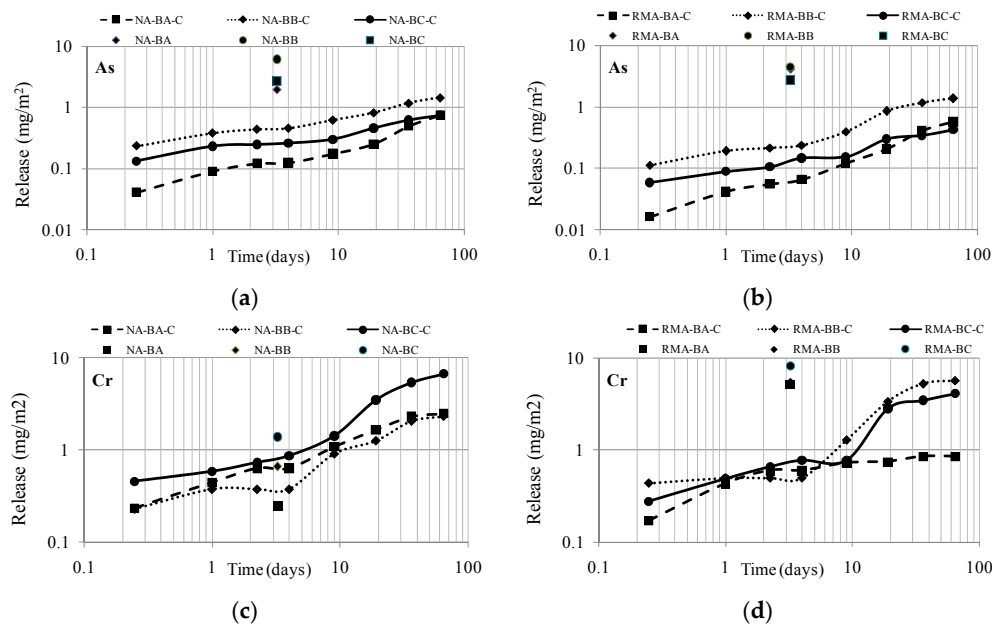 NA-BA-C NA-BB-C NA-BC-C
NA-BA NA-BB NA-BC
As
Release (mg/m²)
10
1
0.1
0.01
0.1 1 10 100
Time (days)
(a)
RMA-BA-C RMA-BB-C RMA-BC-C
RMA-BA RMA-BB RMA-BC
As
Release (mg/m²)
10
1
0.1
0.01
0.1 1 10 100
Time (days)
(b)
NA-BA-C NA-BB-C NA-BC-C
NA-BA NA-BB NA-BC
Cr
Release (mg/m2)
10
1
0.1
0.1 1 10 100
Time (days)
(c)
RMA-BA-C RMA-BB-C RMA-BC-C
RMA-BA RMA-BB RMA-BC
Cr
Release (mg/m2)
10
1
0.1
0.1 1 10 100
Time (days)
(d)